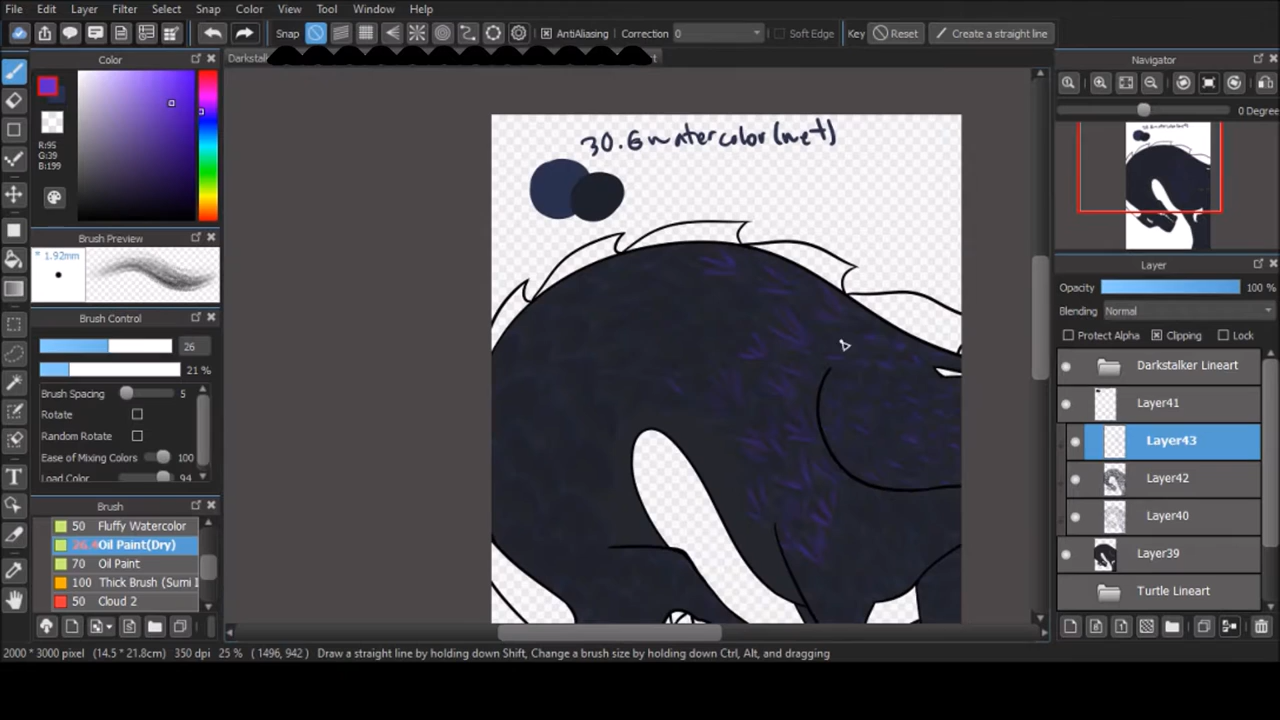 File Edit Layer Filter Select Snap Color View Tool Window Help
Snap AntiAliasing Correction 0 Soft Edge Key Reset Create a straight line
Color
Darkstal
Navigator
0 Degree
R:95
G:39
B:199
30.6 watercolor(wet)
Brush Preview
* 1.92mm
Brush Control
26
21 %
Brush Spacing 5
Rotate
Random Rotate
Ease of Mixing Colors 100
Load Color 94
Brush
50 Fluffy Watercolor
26.4 Oil Paint(Dry)
70 Oil Paint
100 Thick Brush (Sumi I
50 Cloud 2
Layer
Opacity 100 %
Blending Normal
Protect Alpha Clipping Lock
Darkstalker Lineart
Layer41
Layer43
Layer42
Layer40
Layer39
Turtle Lineart
2000 * 3000 pixel (14.5 * 21.8cm) 350 dpi 25 % ( 1496, 942 ) Draw a straight line by holding down Shift, Change a brush size by holding down Ctrl, Alt, and dragging